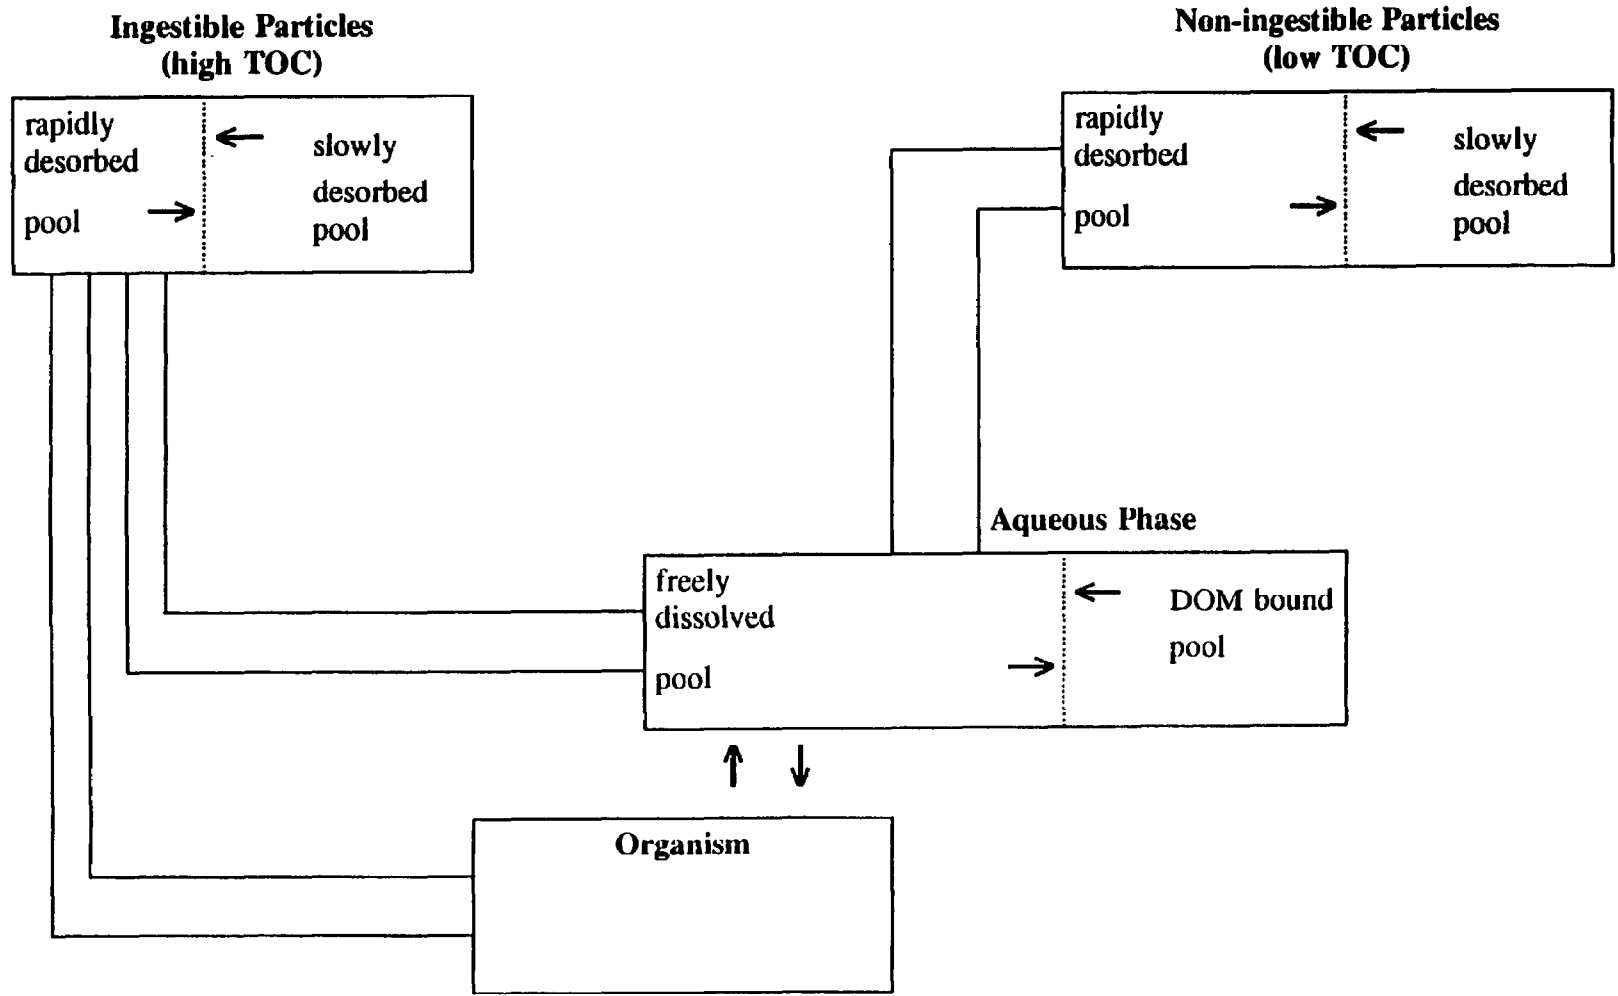 Ingestible Particles
(high TOC)
rapidly
desorbed
pool
slowly
desorbed
pool
Non-ingestible Particles
(low TOC)
rapidly
desorbed
pool
slowly
desorbed
pool
Aqueous Phase
freely
dissolved
pool
DOM bound
pool
Organism